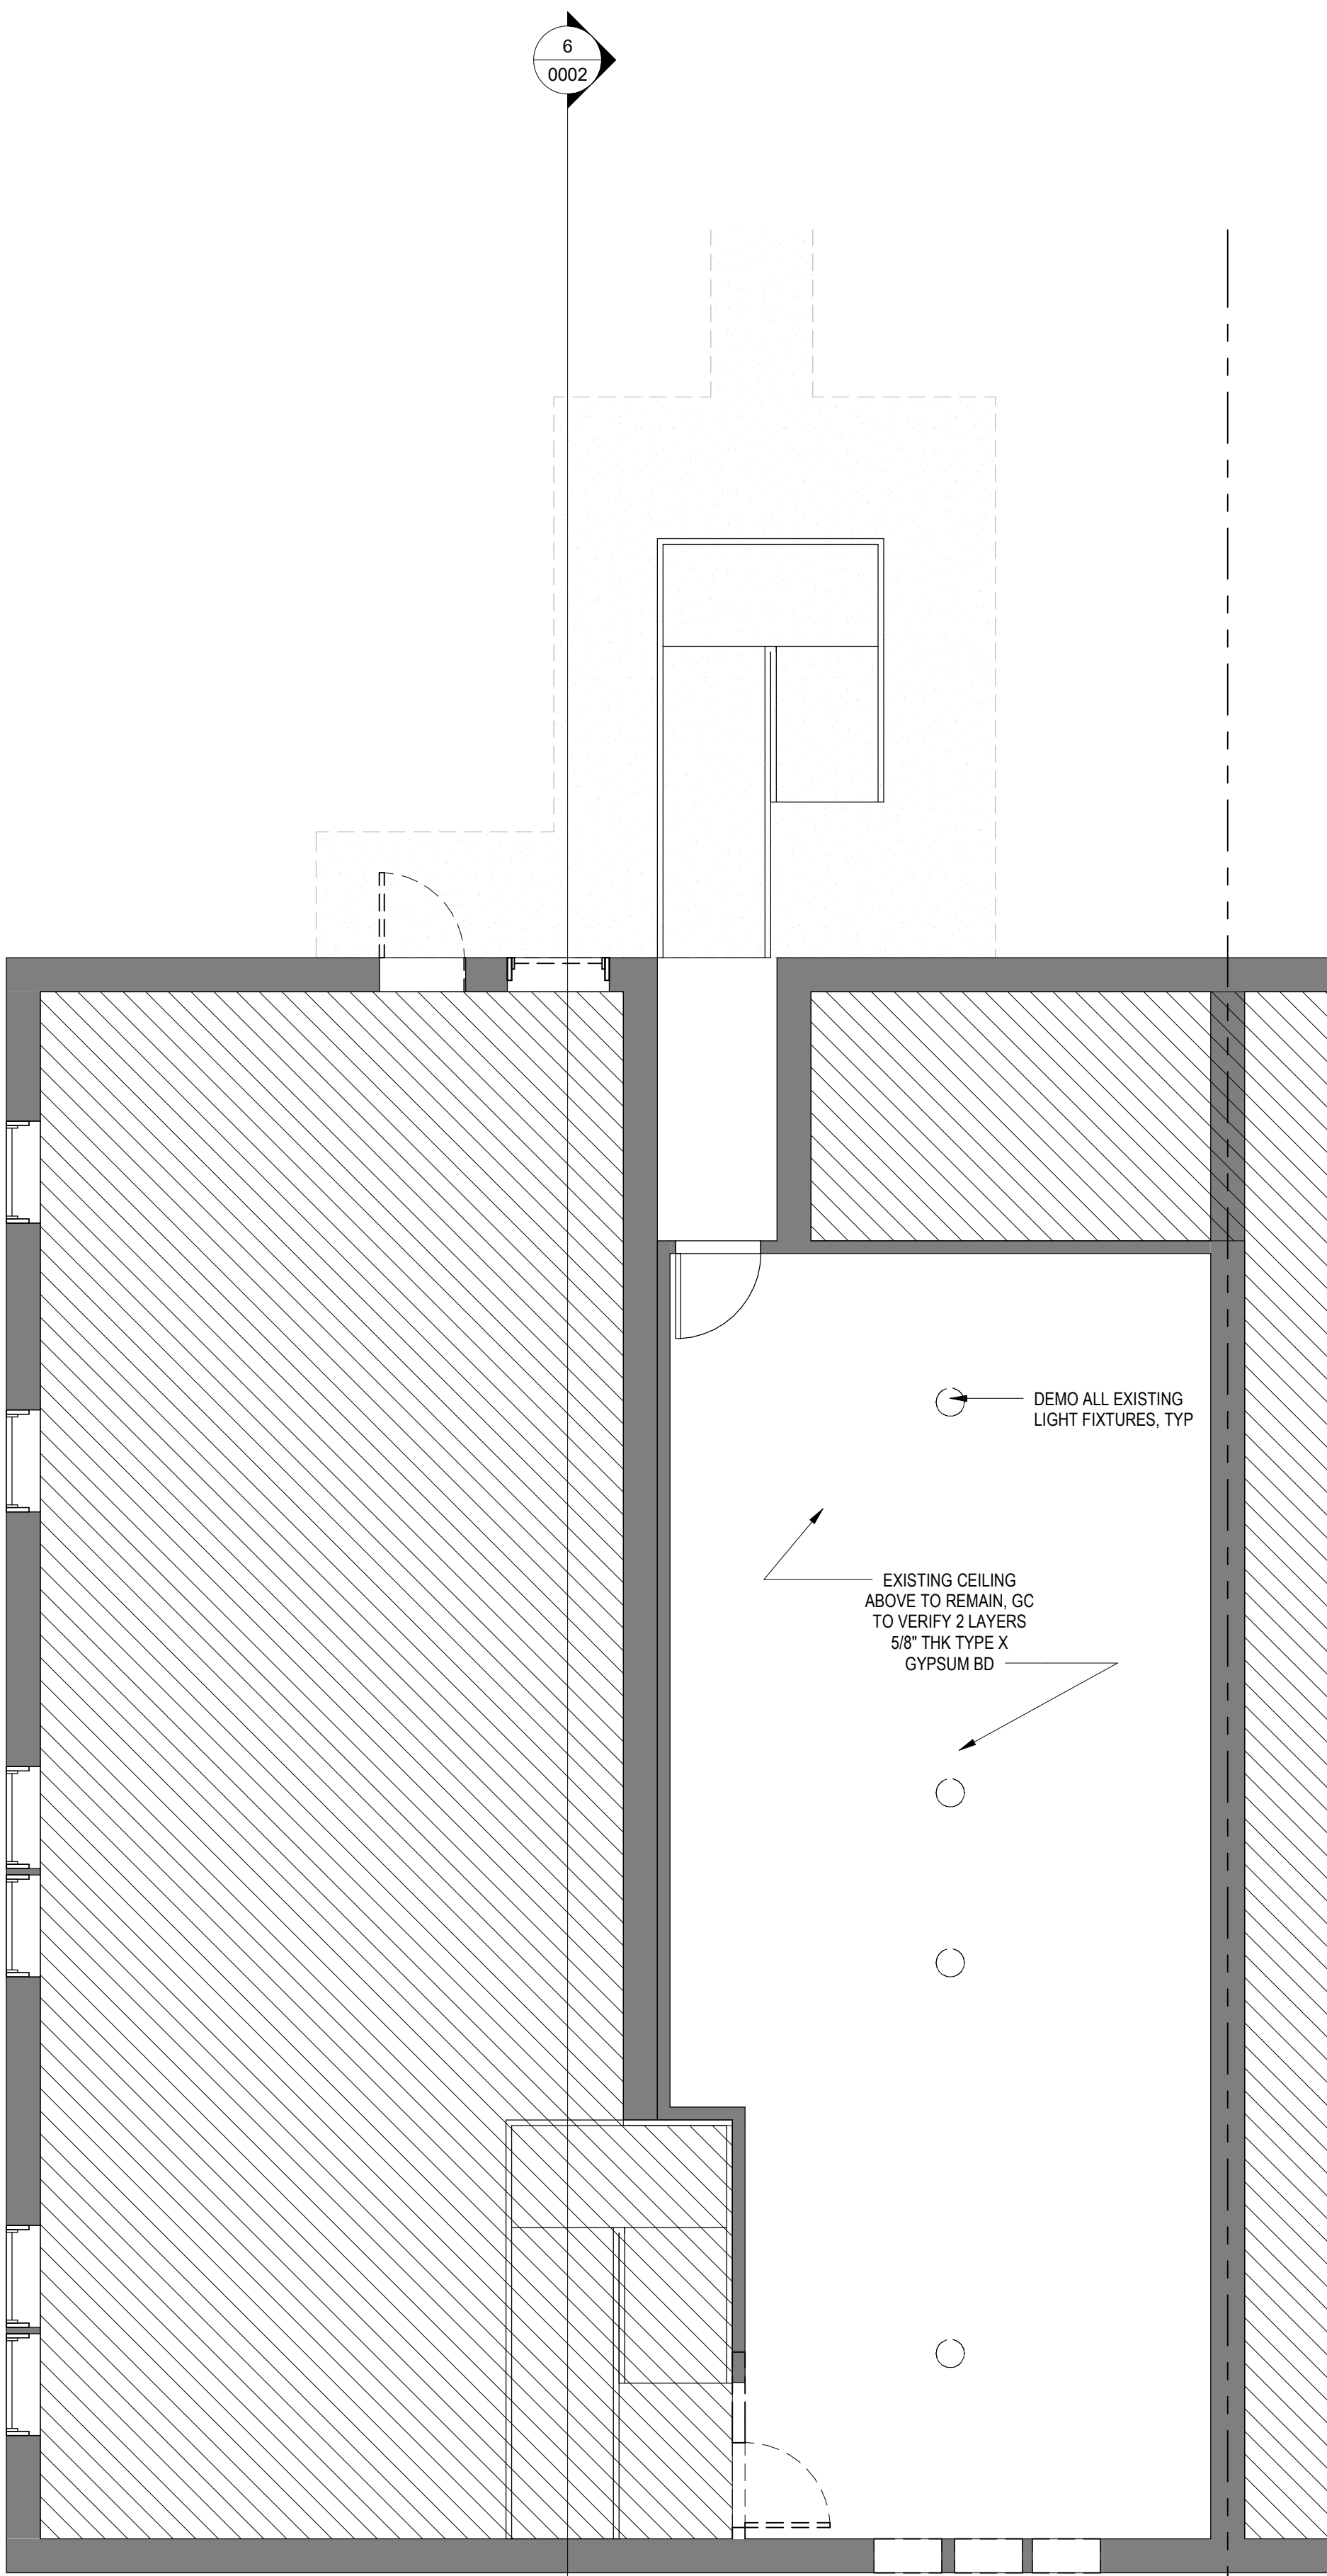 6
0002
DEMO ALL EXISTING
LIGHT FIXTURES, TYP
EXISTING CEILING
ABOVE TO REMAIN, GC
TO VERIFY 2 LAYERS
5/8" THK TYPE X
GYPSUM BD